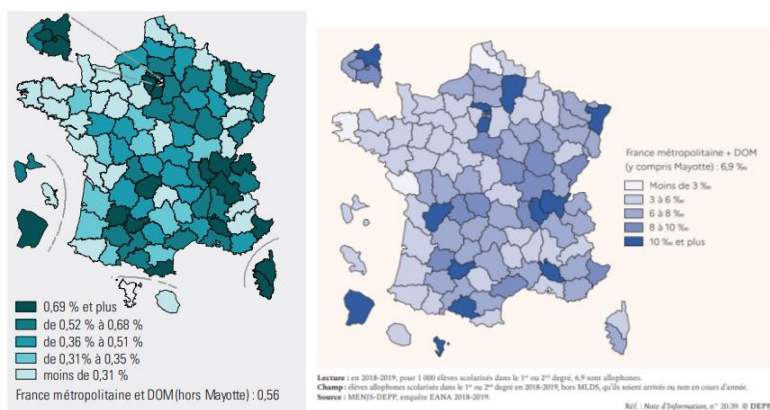 0,69 % et plus
de 0,52 % à 0,68 %
de 0,36 % à 0,51 %
de 0,31% à 0,35 %
moins de 0,31 %
France métropolitaine et DOM(hors Mayotte) : 0,56
France métropolitaine + DOM
(y compris Mayotte) : 6,9 ‰
Moins de 3 ‰
3 à 6 ‰
6 à 8 ‰
8 à 10 ‰
10 ‰ et plus
Lecture : en 2018-2019, pour 1 000 élèves scolarisés dans le 1er ou 2nd degré, 6,9 sont allophones.
Champ : élèves allophones scolarisés dans le 1er ou 2nd degré en 2018-2019, hors MLDS, qu'ils soient arrivés ou non en cours d'année.
Source : MENJS-DEPP, enquête EANA 2018-2019.
Réf. : Note d'Information, n° 20.39. © DEPP